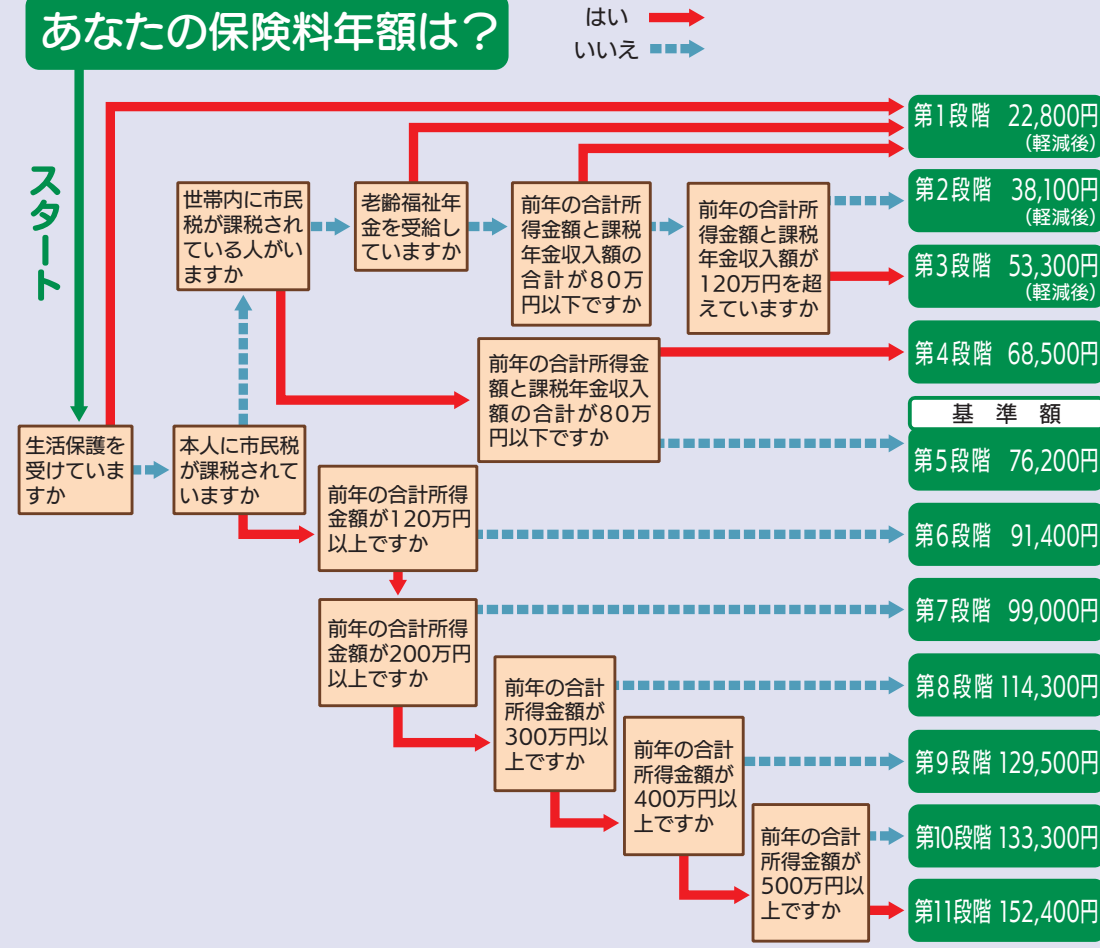 あなたの保険料年額は？
はい
いいえ
スタート
第1段階 22,800円
（軽減後）
世帯内に市民
税が課税され
ている人がい
ますか
老齢福祉年
金を受給し
ていますか
前年の合計所
得金額と課税
年金収入額の
合計が80万
円以下ですか
前年の合計所
得金額と課税
年金収入額が
120万円を超
えていますか
第2段階 38,100円
（軽減後）
第3段階 53,300円
（軽減後）
前年の合計所得金
額と課税年金収入
額の合計が80万
円以下ですか
第4段階 68,500円
基 準 額
第5段階 76,200円
生活保護を
受けていま
すか
本人に市民税
が課税されて
いますか
前年の合計所得
金額が120万円
以上ですか
第6段階 91,400円
前年の合計所得
金額が200万円
以上ですか
第7段階 99,000円
前年の合計
所得金額が
300万円以
上ですか
第8段階 114,300円
前年の合計
所得金額が
400万円以
上ですか
第9段階 129,500円
前年の合計
所得金額が
500万円以
上ですか
第10段階 133,300円
第11段階 152,400円